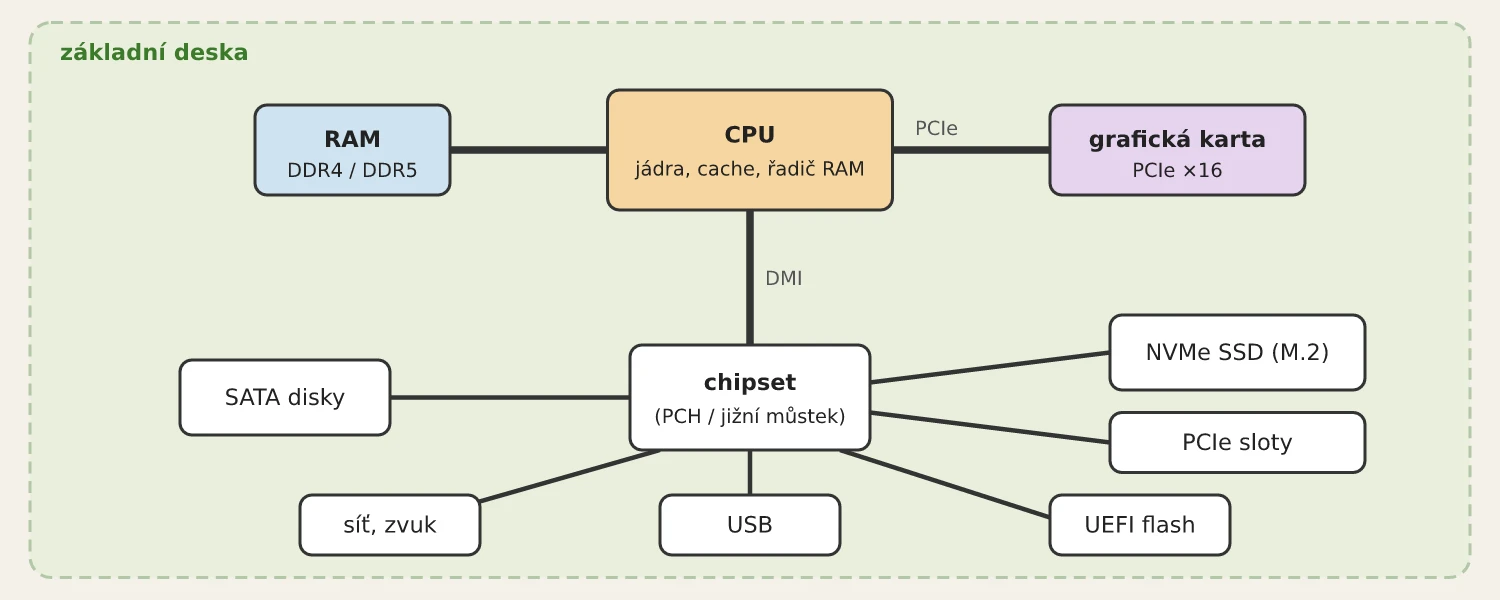 základní deska
RAM
DDR4 / DDR5
CPU
jádra, cache, řadič RAM
PCIe
grafická karta
PCIe ×16
DMI
SATA disky
chipset
(PCH / jižní můstek)
NVMe SSD (M.2)
PCIe sloty
síť, zvuk
USB
UEFI flash